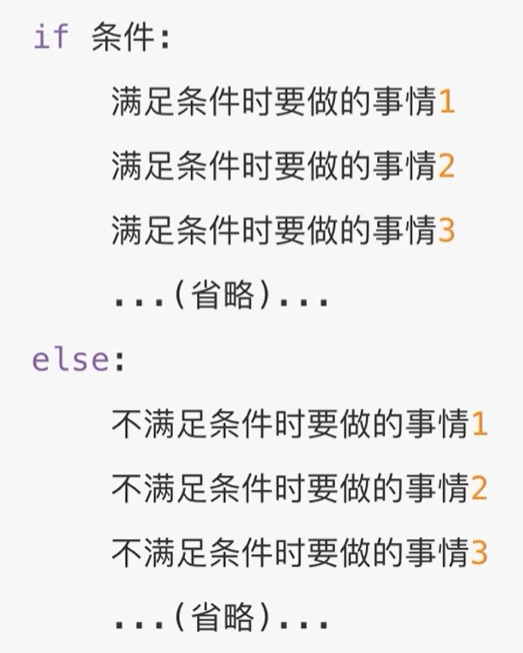 if 条件:
满足条件时要做的事情1
满足条件时要做的事情2
满足条件时要做的事情3
...(省略)...
else:
不满足条件时要做的事情1
不满足条件时要做的事情2
不满足条件时要做的事情3
...(省略)...